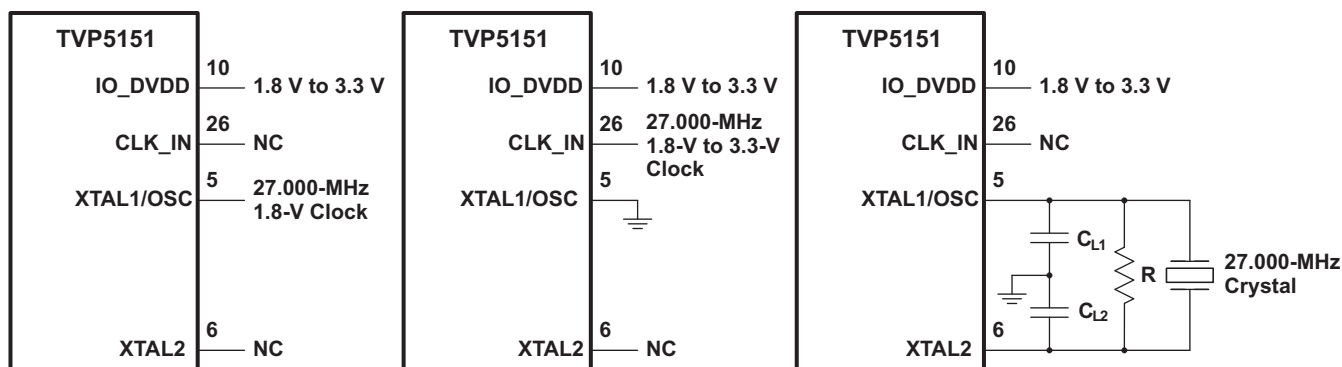 TVP5151
10
IO_DVDD
1.8 V to 3.3 V
26
CLK_IN
NC
5
XTAL1/OSC
27.000-MHz
1.8-V Clock
6
XTAL2
NC
TVP5151
10
IO_DVDD
1.8 V to 3.3 V
26
CLK_IN
27.000-MHz
1.8-V to 3.3-V
Clock
5
XTAL1/OSC
6
XTAL2
NC
TVP5151
10
IO_DVDD
1.8 V to 3.3 V
26
CLK_IN
NC
5
XTAL1/OSC
CL1
R
27.000-MHz
Crystal
CL2
6
XTAL2